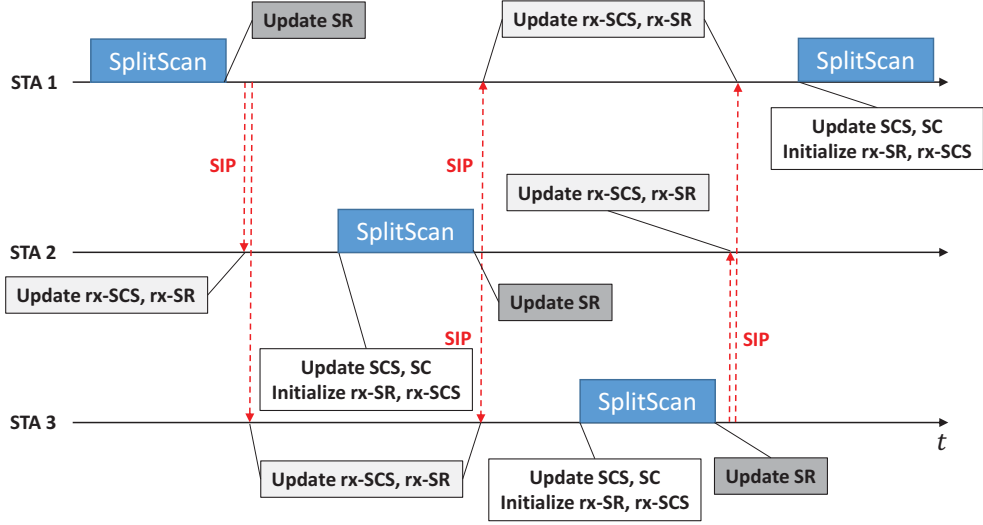 Update SR
Update rx-SCS, rx-SR
SplitScan
SplitScan
STA 1
Update SCS, SC
Initialize rx-SR, rx-SCS
SIP
SIP
Update rx-SCS, rx-SR
SplitScan
STA 2
Update rx-SCS, rx-SR
Update SR
SIP
SIP
Update SCS, SC
Initialize rx-SR, rx-SCS
SplitScan
STA 3
t
Update rx-SCS, rx-SR
Update SCS, SC
Initialize rx-SR, rx-SCS
Update SR